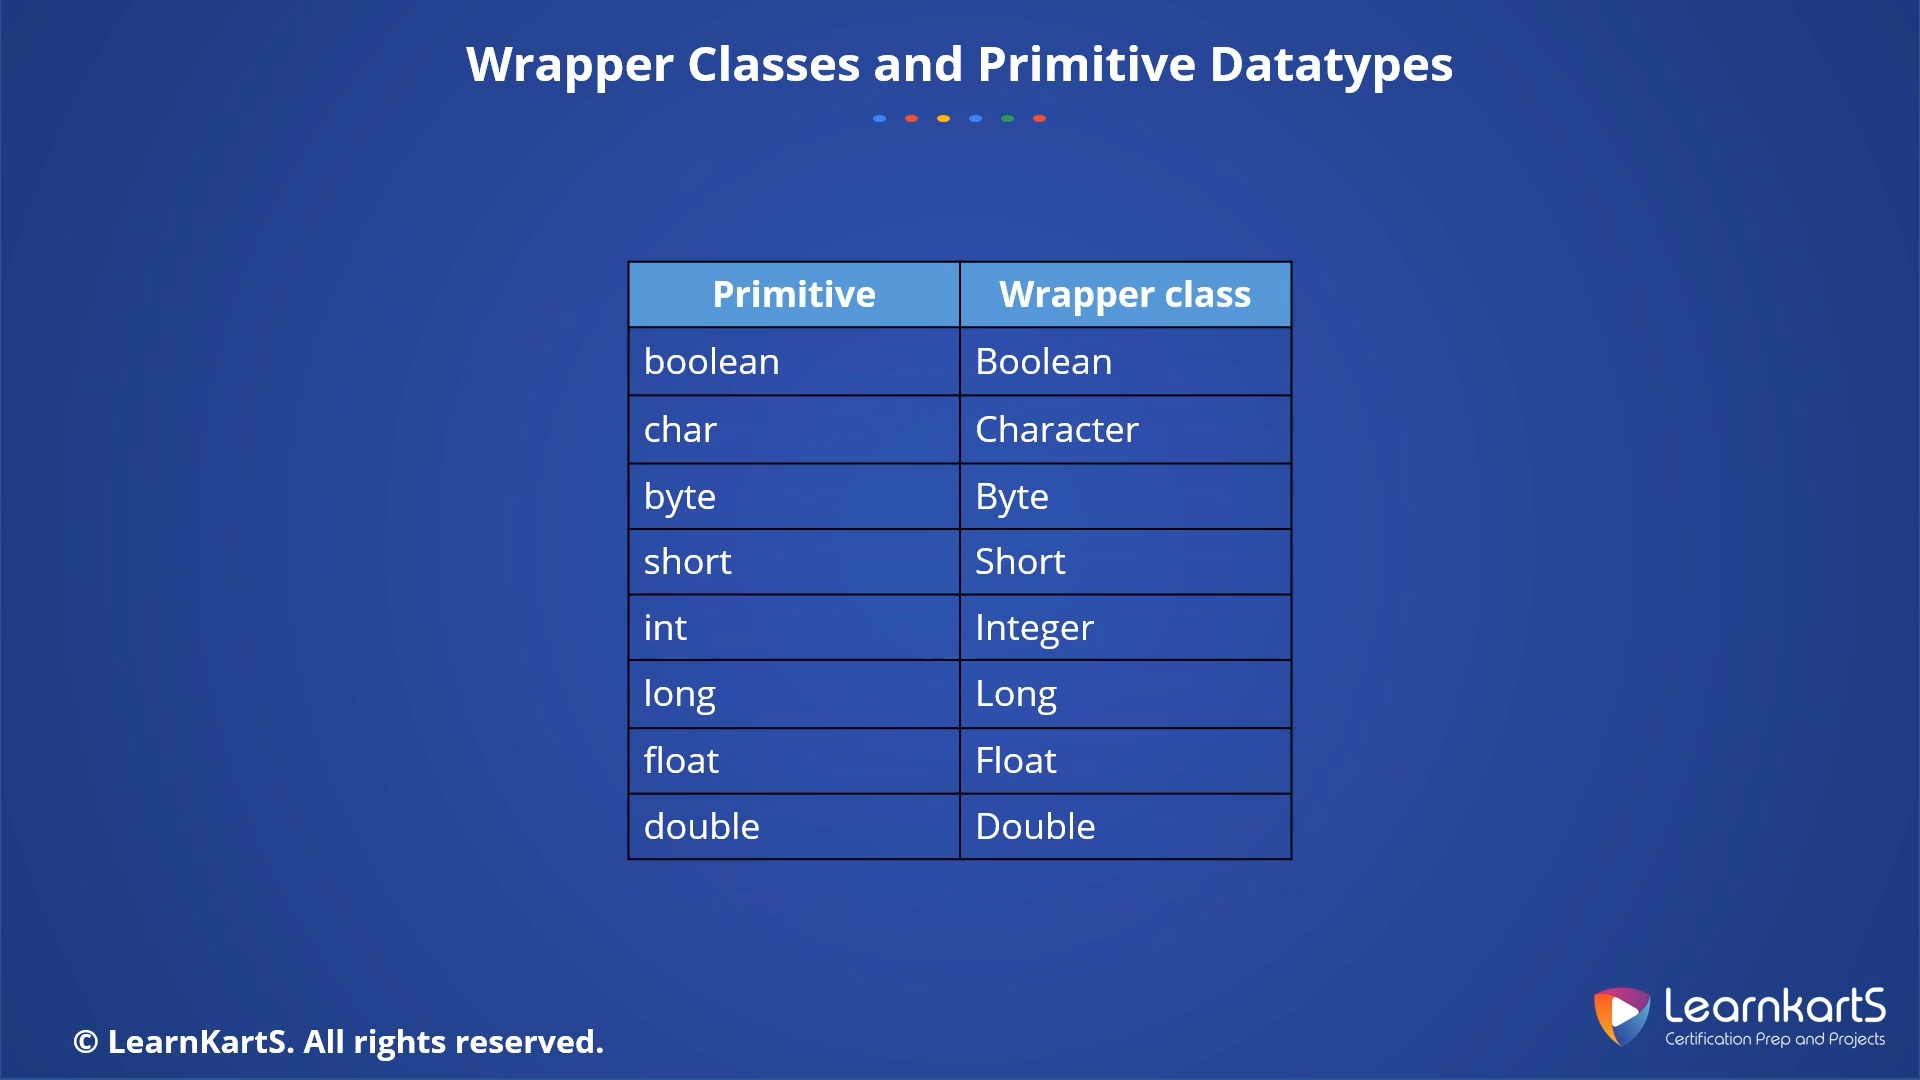 Wrapper Classes and Primitive Datatypes
Primitive Wrapper class
boolean Boolean
char Character
byte Byte
short Short
int Integer
long Long
float Float
double Double
© LearnKartS. All rights reserved.
LearnkartS
Certification Prep and Projects